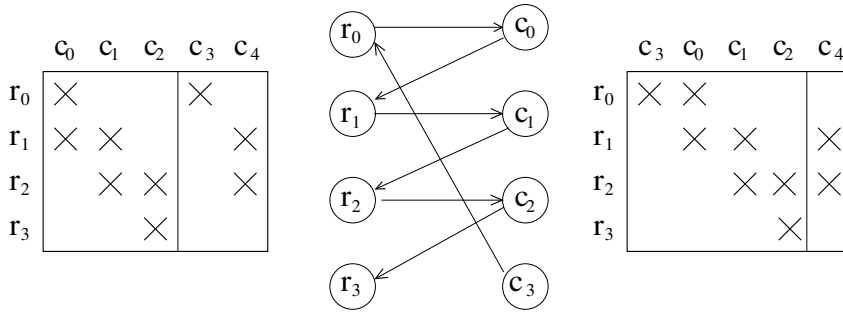 c₀ c₁ c₂ c₃ c₄
r₀
r₁
r₂
r₃
r₀ c₀
r₁ c₁
r₂ c₂
r₃ c₃
c₃ c₀ c₁ c₂ c₄
r₀
r₁
r₂
r₃